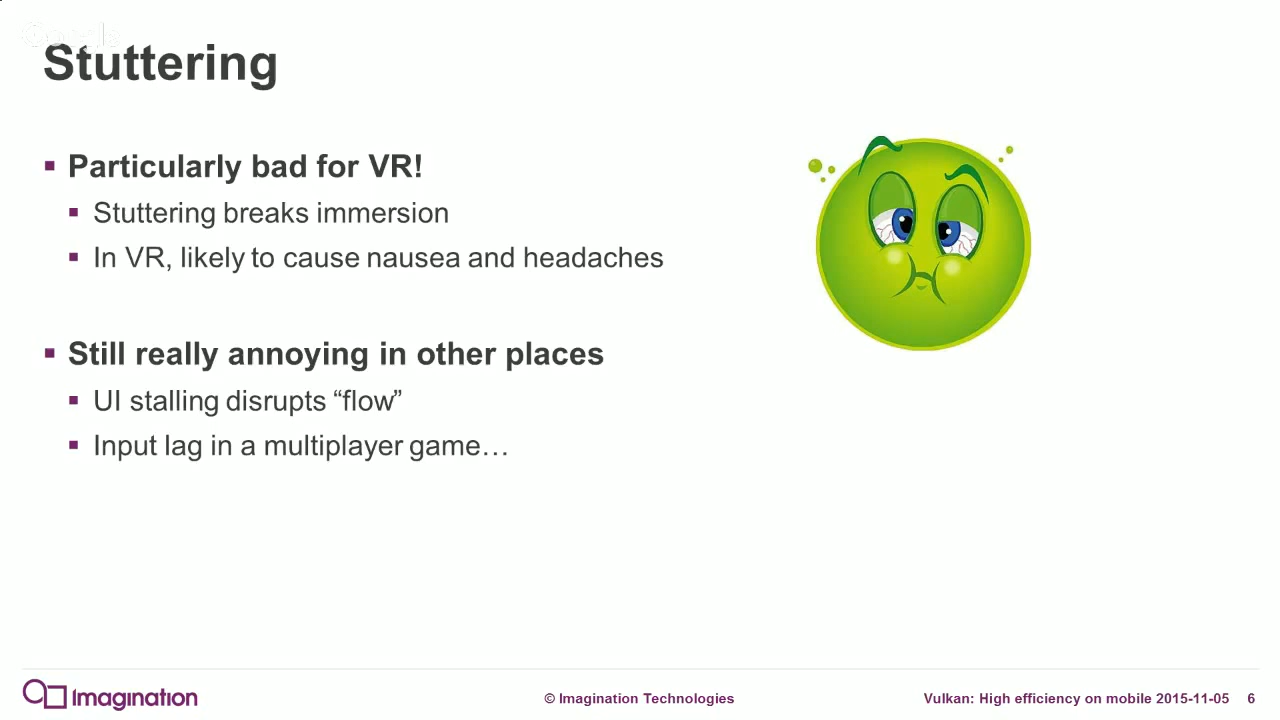 Stuttering
Particularly bad for VR!
Stuttering breaks immersion
In VR, likely to cause nausea and headaches
Still really annoying in other places
UI stalling disrupts “flow”
Input lag in a multiplayer game…
Imagination
© Imagination Technologies
Vulkan: High efficiency on mobile 2015-11-05 6